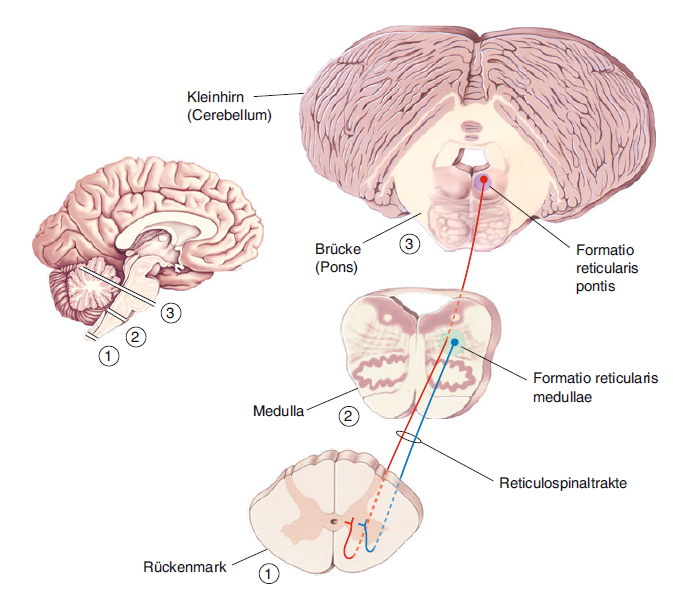 Kleinhirn
(Cerebellum)
Brücke
(Pons)
3
Formatio
reticularis
pontis
3
2
1
Formatio reticularis
medullae
Medulla
2
Reticulospinaltrakte
Rückenmark
1